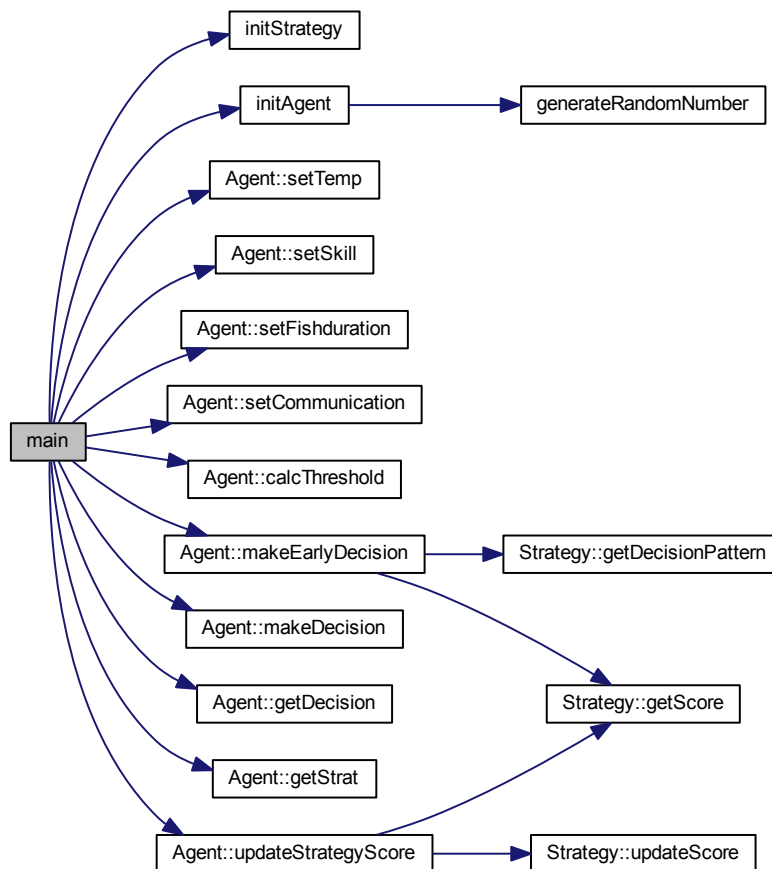 initStrategy
initAgent
generateRandomNumber
Agent::setTemp
Agent::setSkill
Agent::setFishduration
Agent::setCommunication
main
Agent::calcThreshold
Agent::makeEarlyDecision
Strategy::getDecisionPattern
Agent::makeDecision
Agent::getDecision
Strategy::getScore
Agent::getStrat
Agent::updateStrategyScore
Strategy::updateScore